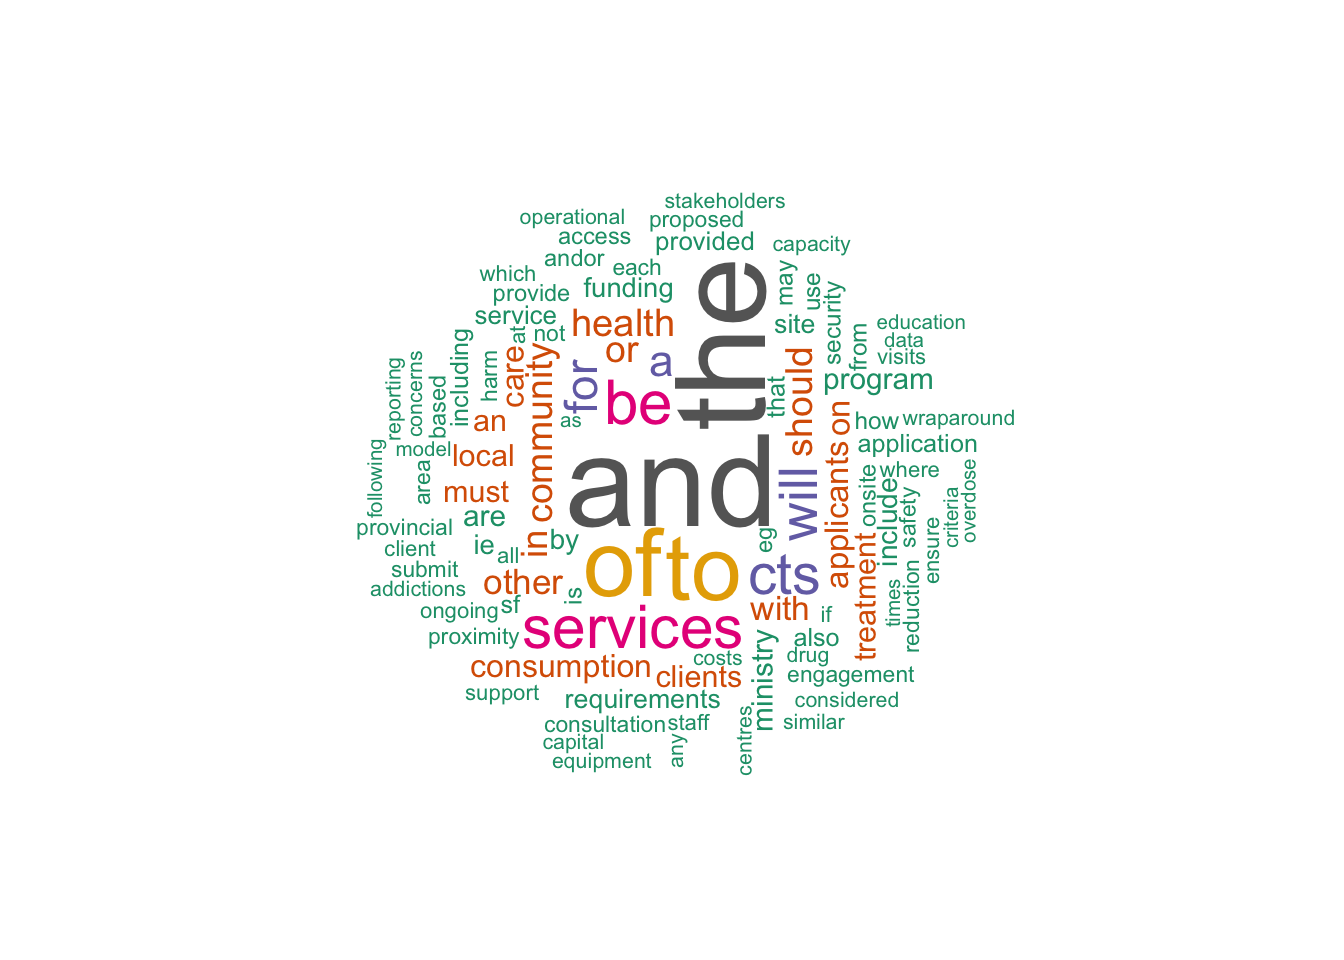 stakeholders
operational
proposed
access
provided
capacity
andor
each
which
funding
may
use
provide
the
security
service
health
site
from
education
at
not
data
or
a
should
visits
including
harm
care
community
for
be
that
program
reporting
concerns
based
an
as
on
how
wraparound
model
local
and
application
following
area
must
will
applicants
onsite
where
include
safety
criteria
overdose
provincial
are
in
by
of
to
eg
ensure
client
ie
all
submit
cts
treatment
addictions
other
is
times
reduction
ongoing
sf
with
if
proximity
services
also
consumption
costs
drug
clients
ministry
engagement
support
requirements
considered
consultation
staff
similar
capital
any
centres
equipment